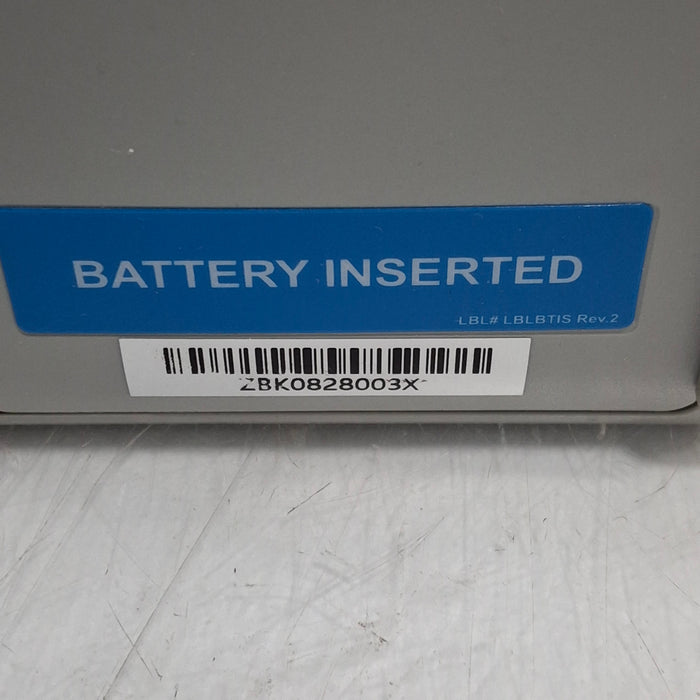 BATTERY INSERTED
LBL# LBLBTIS Rev.2
ZBK0828003X